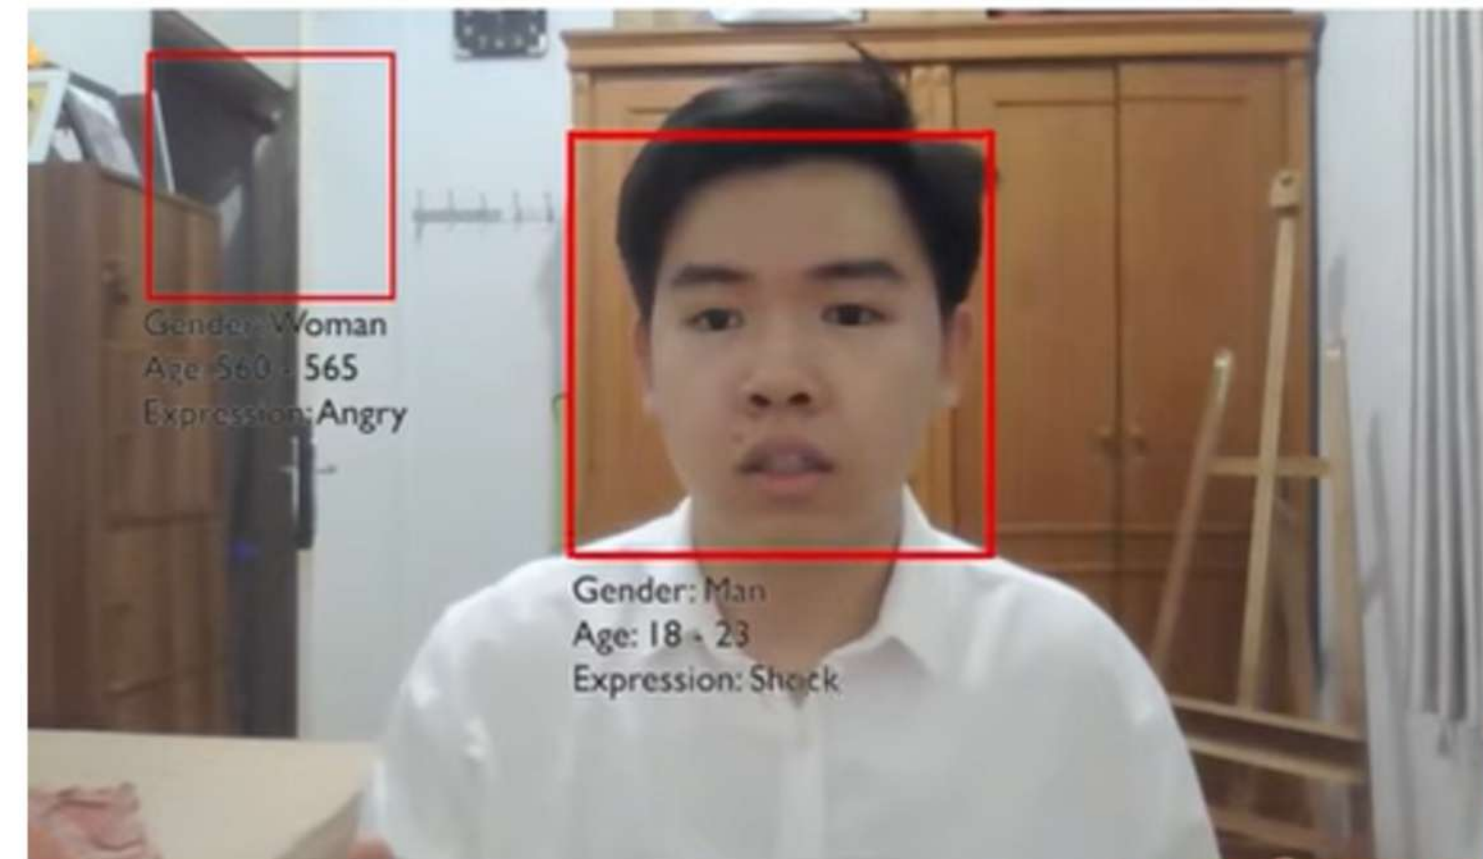 Gender: Woman
Age: 560 - 565
Expression: Angry
Gender: Man
Age: 18 - 23
Expression: Shock